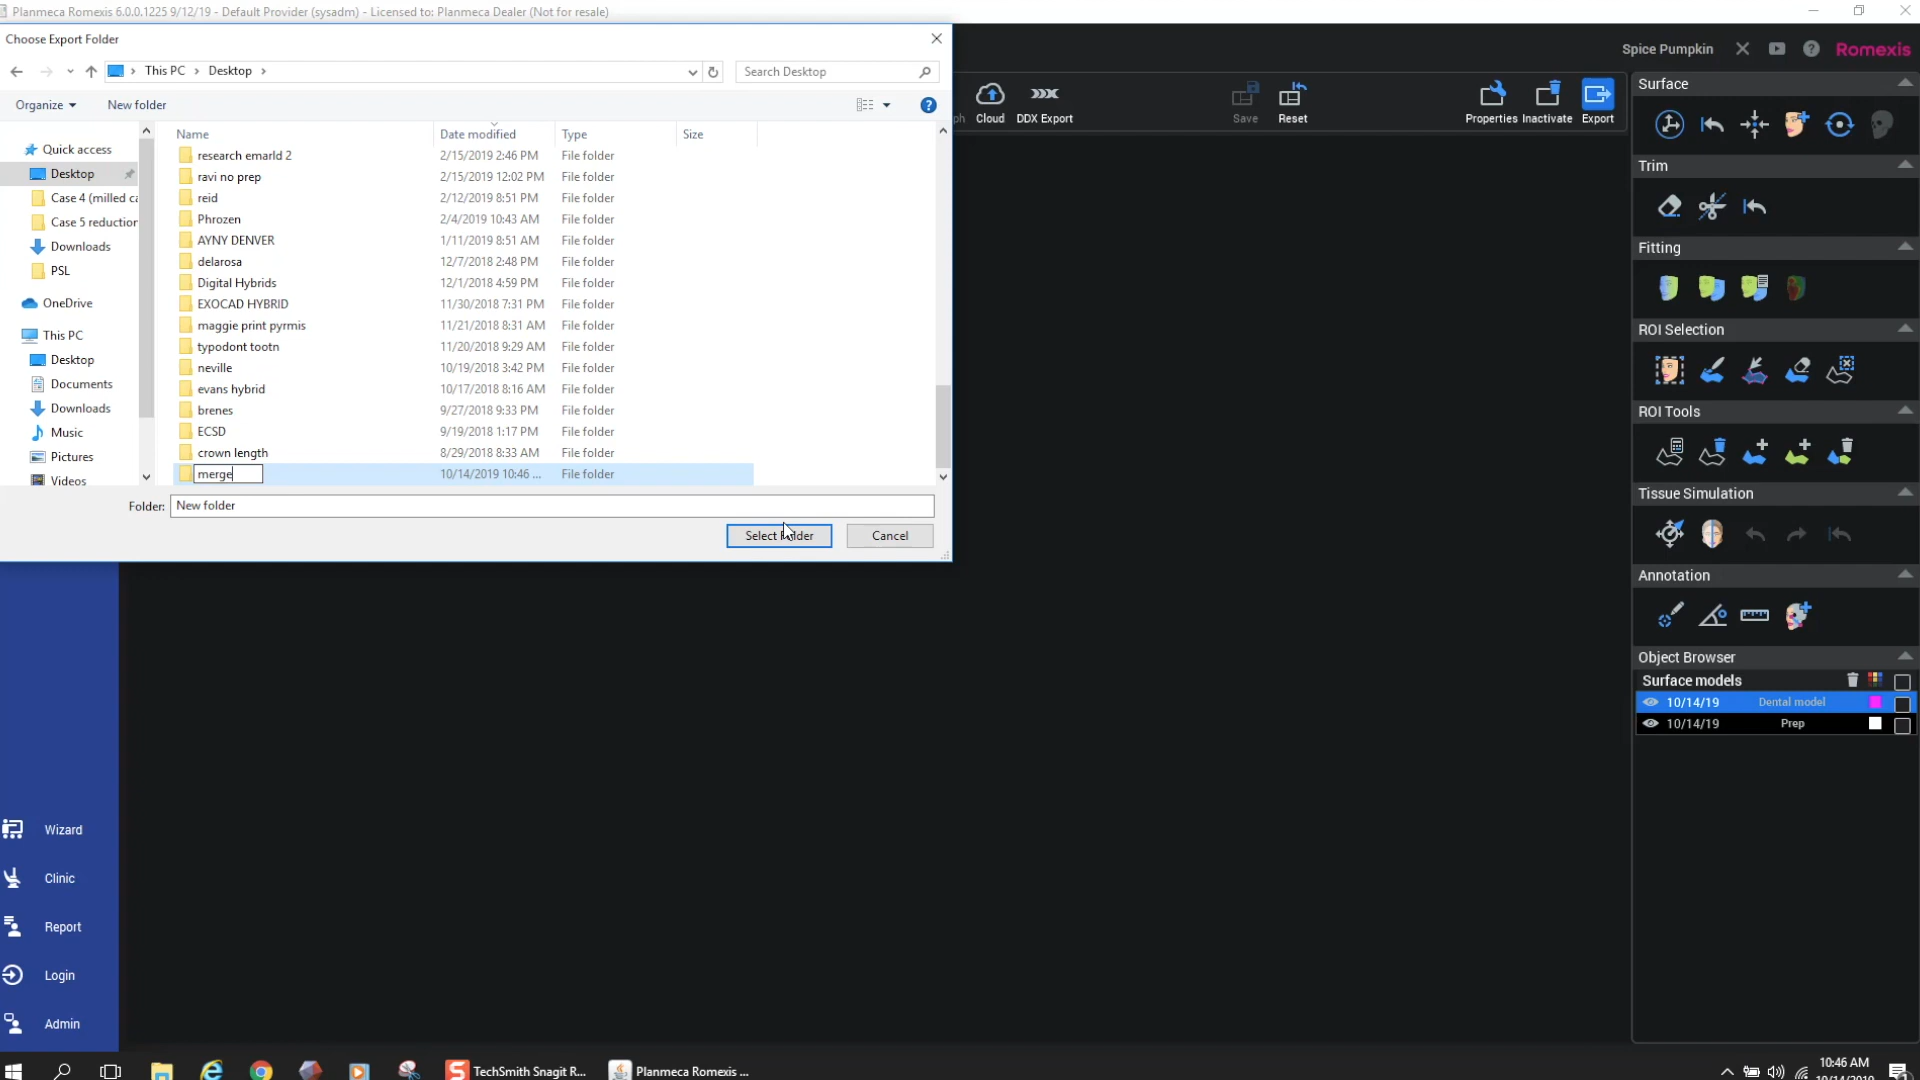 Planmeca Romexis 6.0.0.1225 9/12/19 - Default Provider (sysadm) - Licensed to: Planmeca Dealer (Not for resale)
Choose Export Folder
This PC > Desktop >
Search Desktop
Organize
New folder
Name Date modified Type Size
research emarld 2 2/15/2019 2:46 PM File folder
ravi no prep 2/15/2019 12:02 PM File folder
reid 2/12/2019 8:51 PM File folder
Phrozen 2/4/2019 10:43 AM File folder
AYNY DENVER 1/11/2019 8:51 AM File folder
delarosa 12/7/2018 2:48 PM File folder
Digital Hybrids 12/1/2018 4:59 PM File folder
EXOCAD HYBRID 11/30/2018 7:31 PM File folder
maggie print pyrmis 11/21/2018 8:31 AM File folder
typodont tootn 11/20/2018 9:29 AM File folder
neville 10/19/2018 3:42 PM File folder
evans hybrid 10/17/2018 8:16 AM File folder
brenes 9/27/2018 9:33 PM File folder
ECSD 9/19/2018 1:17 PM File folder
crown length 8/29/2018 8:33 AM File folder
merge 10/14/2019 10:46 ... File folder
Quick access
Desktop
Case 4 (milled ca
Case 5 reduction
Downloads
PSL
OneDrive
This PC
Desktop
Documents
Downloads
Music
Pictures
Videos
Folder: New folder
Select Cancel
Spice Pumpkin
Romexis
ph Cloud DDX Export Save Reset Properties Inactivate Export
Surface
Trim
Fitting
ROI Selection
ROI Tools
Tissue Simulation
Annotation
Object Browser
Surface models
10/14/19 Dental model
10/14/19 Prep
Wizard
Clinic
Report
Login
Admin
TechSmith Snagit R...
Planmeca Romexis ...
10:46 AM
10/14/2019